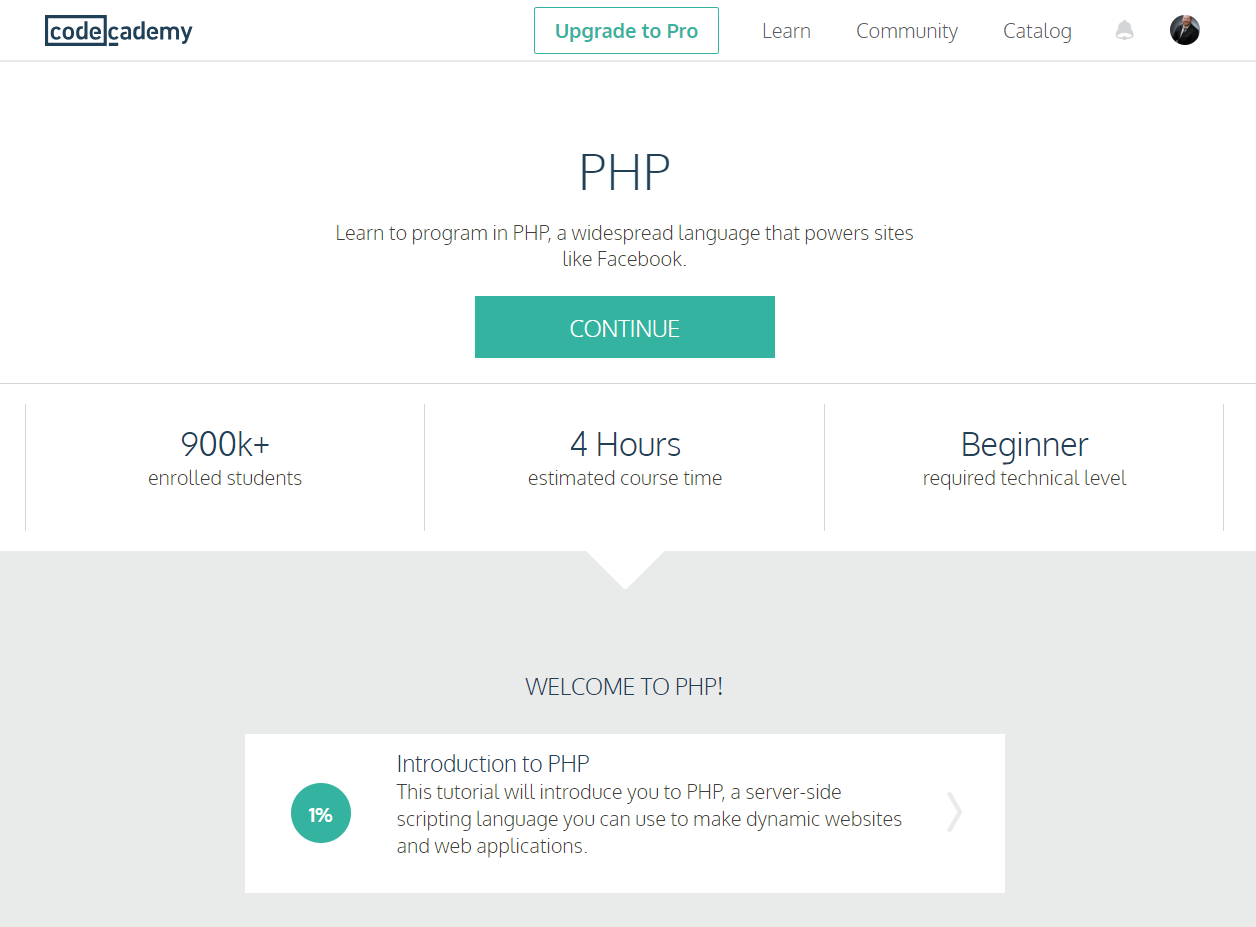 codecademy
Upgrade to Pro
Learn
Community
Catalog
PHP
Learn to program in PHP, a widespread language that powers sites
like Facebook.
CONTINUE
900k+
enrolled students
4 Hours
estimated course time
Beginner
required technical level
WELCOME TO PHP!
1%
Introduction to PHP
This tutorial will introduce you to PHP, a server-side
scripting language you can use to make dynamic websites
and web applications.